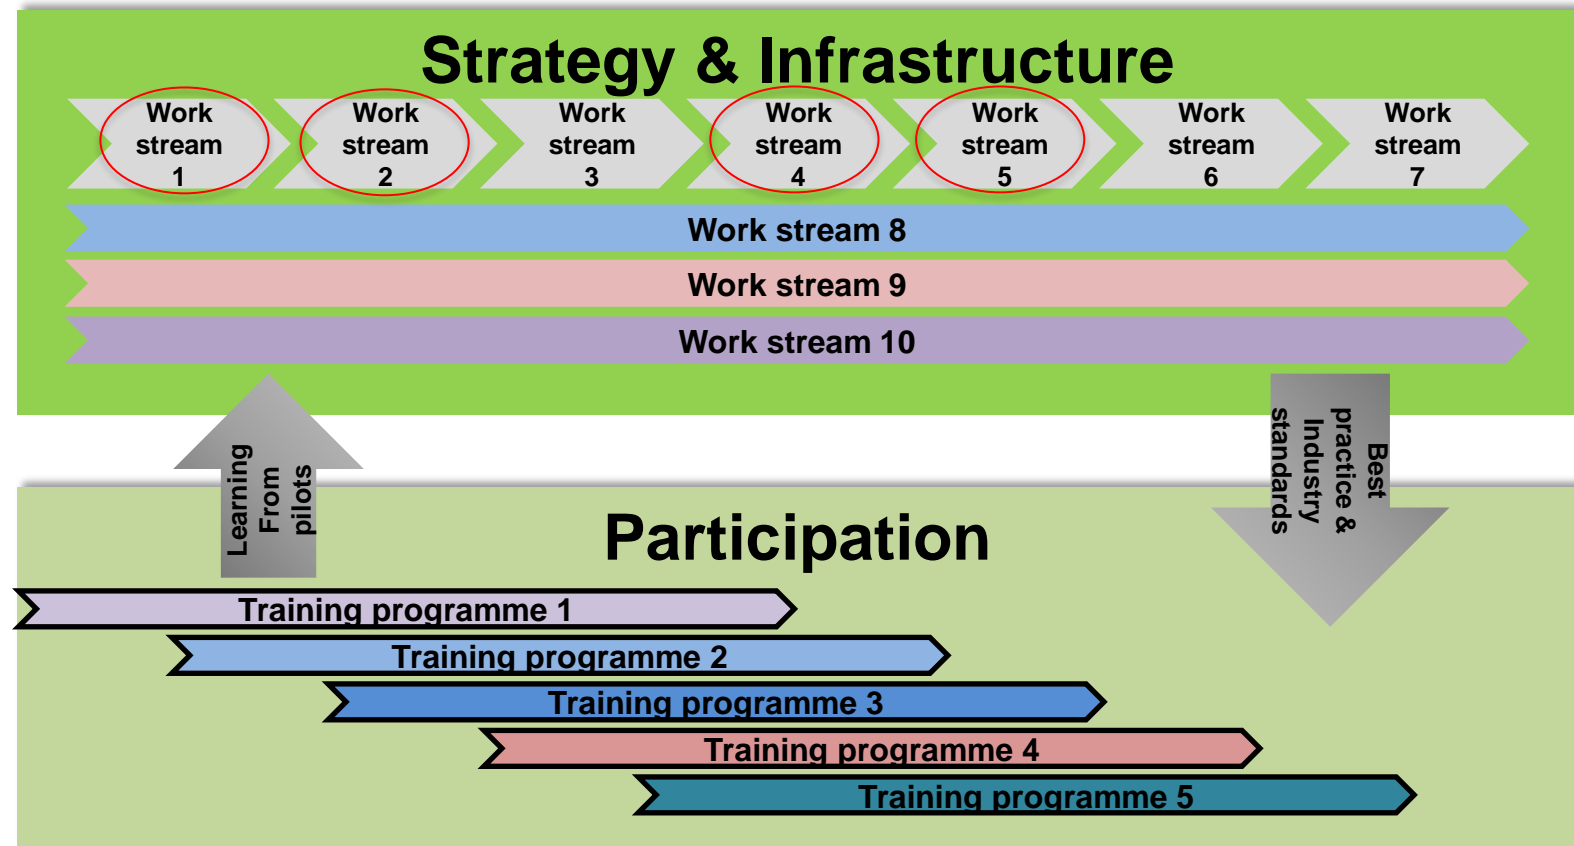 Strategy & Infrastructure
Work
stream
1
Work
stream
2
Work
stream
3
Work
stream
4
Work
stream
5
Work
stream
6
Work
stream
7
Work stream 8
Work stream 9
Work stream 10
Learning
From
pilots
Best
practice &
Industry
standards
Participation
Training programme 1
Training programme 2
Training programme 3
Training programme 4
Training programme 5